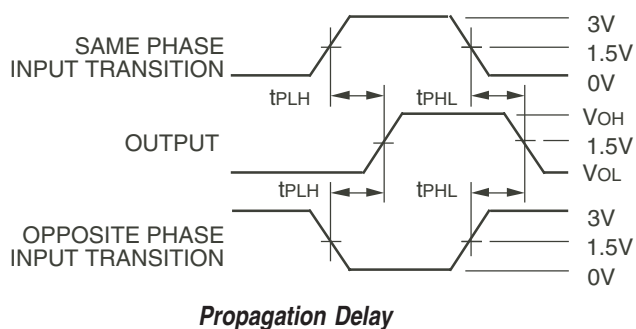 3V
SAME PHASE
INPUT TRANSITION
1.5V
0V
tPLH
tPHL
VOH
OUTPUT
1.5V
VOL
tPLH
tPHL
3V
OPPOSITE PHASE
INPUT TRANSITION
1.5V
0V
Propagation Delay